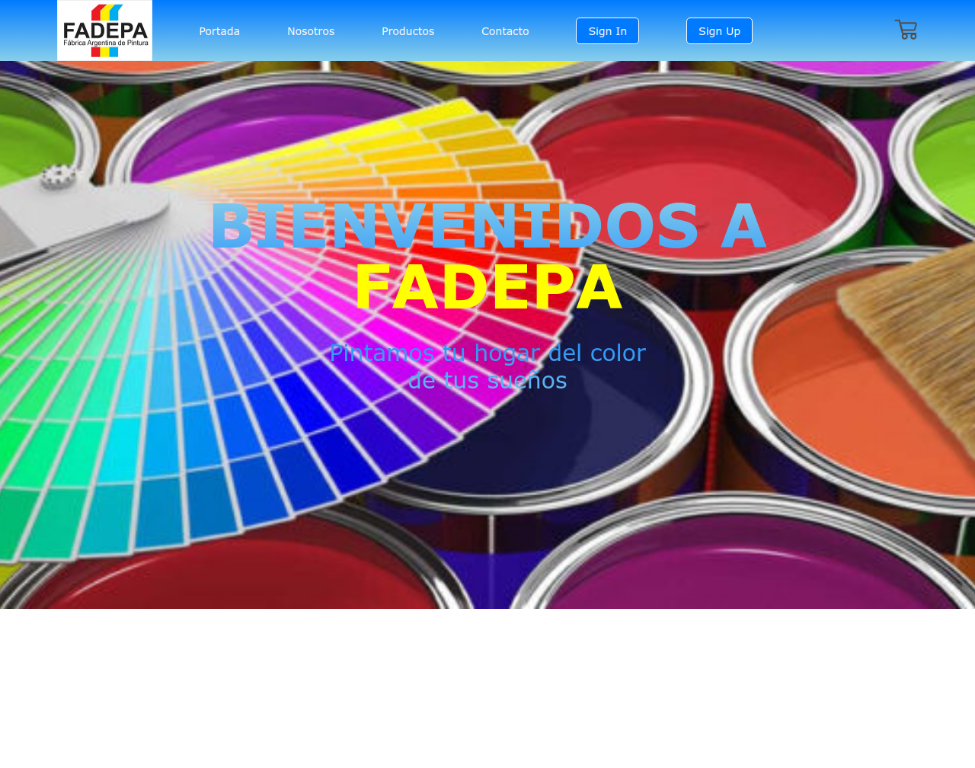 FADEPA
Fábrica Argentina de Pintura
Portada
Nosotros
Productos
Contacto
Sign In
Sign Up
BIENVENIDOS A
FADEPA
Pintamos tu hogar del color
de tus sueños